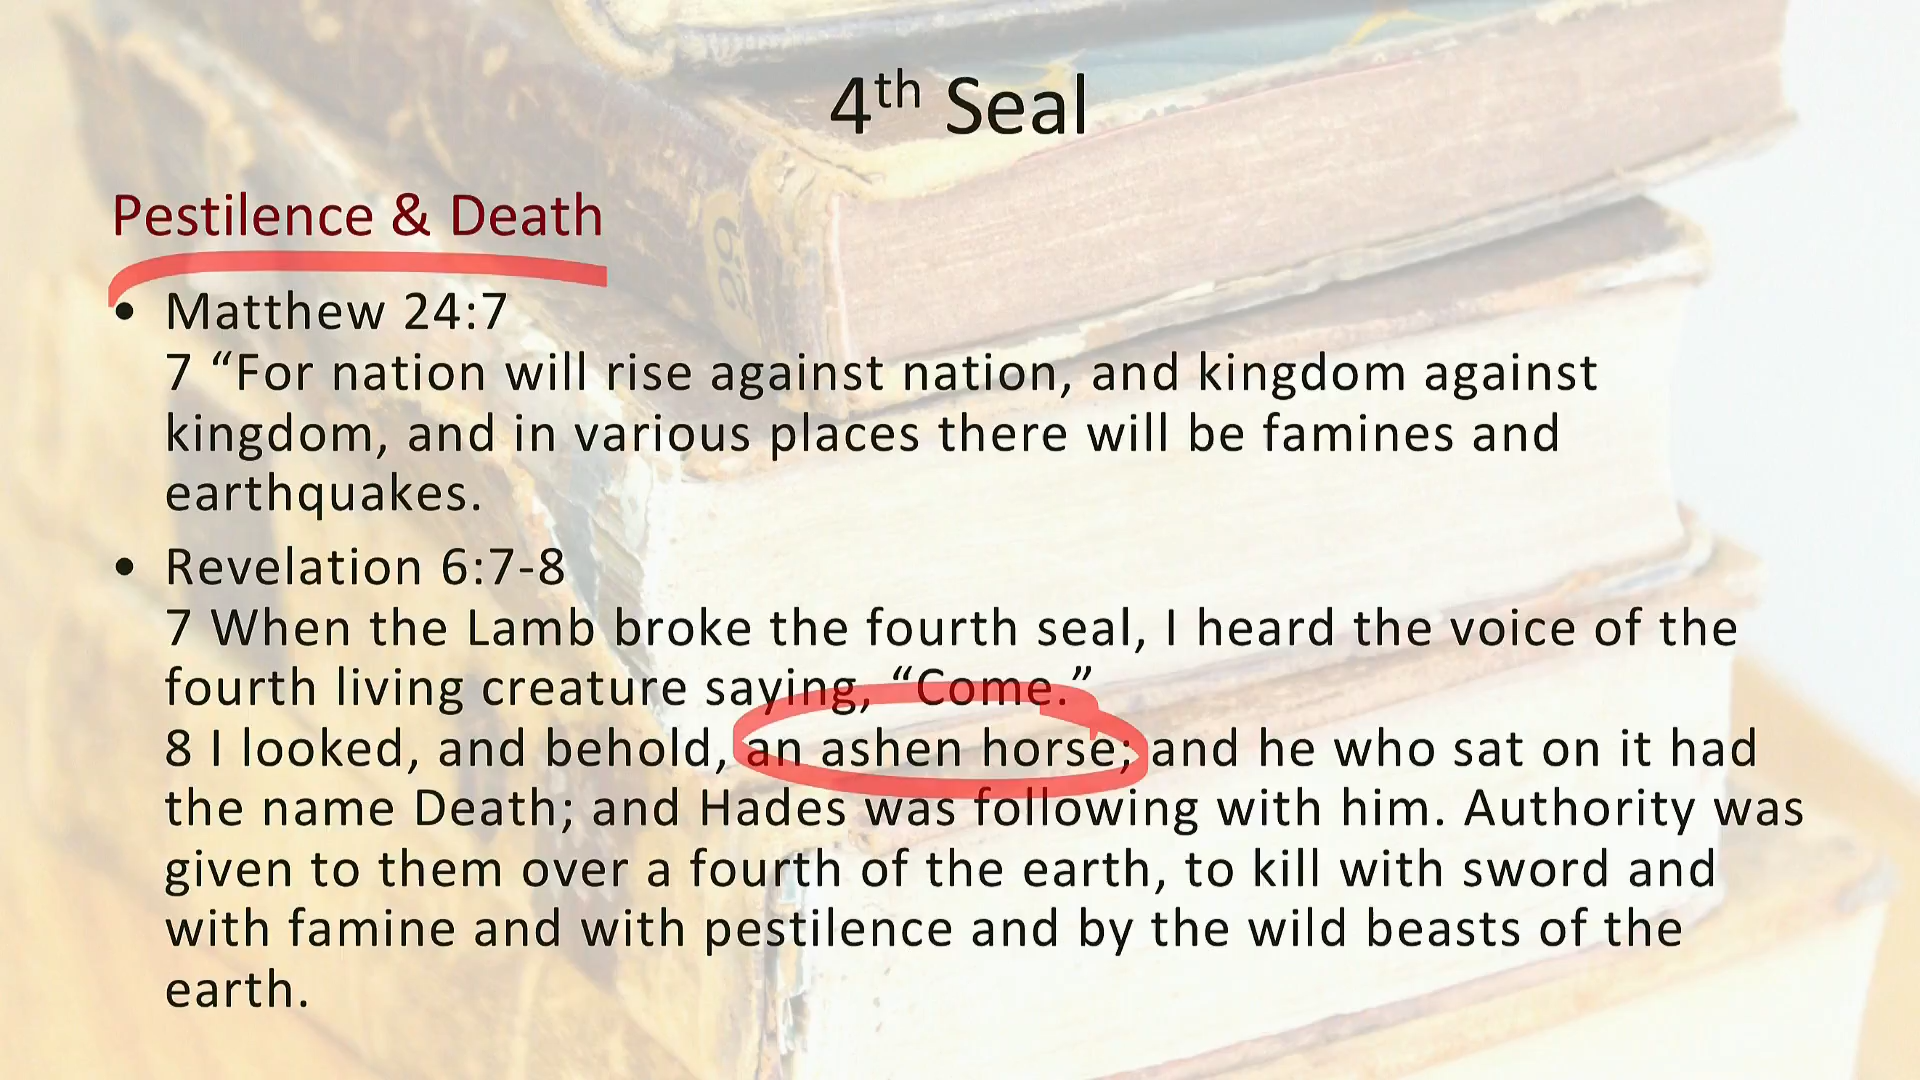 4th Seal
Pestilence & Death
• Matthew 24:7
7 “For nation will rise against nation, and kingdom against
kingdom, and in various places there will be famines and
earthquakes.
• Revelation 6:7-8
7 When the Lamb broke the fourth seal, I heard the voice of the
fourth living creature saying, “Come.”
8 I looked, and behold, an ashen horse; and he who sat on it had
the name Death; and Hades was following with him. Authority was
given to them over a fourth of the earth, to kill with sword and
with famine and with pestilence and by the wild beasts of the
earth.
29